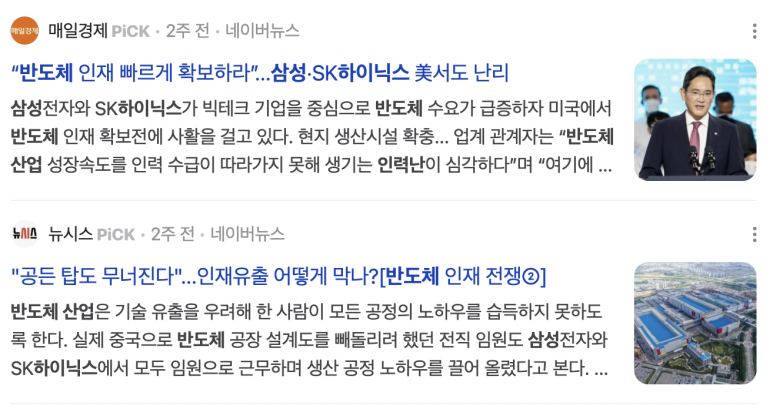 매일경제 매일경제 PiCK · 2주 전 · 네이버뉴스
“반도체 인재 빠르게 확보하라”...삼성·SK하이닉스 美서도 난리
삼성전자와 SK하이닉스가 빅테크 기업을 중심으로 반도체 수요가 급증하자 미국에서
반도체 인재 확보전에 사활을 걸고 있다. 현지 생산시설 확충... 업계 관계자는 “반도체
산업 성장속도를 인력 수급이 따라가지 못해 생기는 인력난이 심각하다”며 “여기에 ...
뉴시스 뉴시스 PiCK · 2주 전 · 네이버뉴스
"공든 탑도 무너진다"...인재유출 어떻게 막나?[반도체 인재 전쟁②]
반도체 산업은 기술 유출을 우려해 한 사람이 모든 공정의 노하우를 습득하지 못하도
록 한다. 실제 중국으로 반도체 공장 설계도를 빼돌리려 했던 전직 임원도 삼성전자와
SK하이닉스에서 모두 임원으로 근무하며 생산 공정 노하우를 끌어 올렸다고 본다. ...